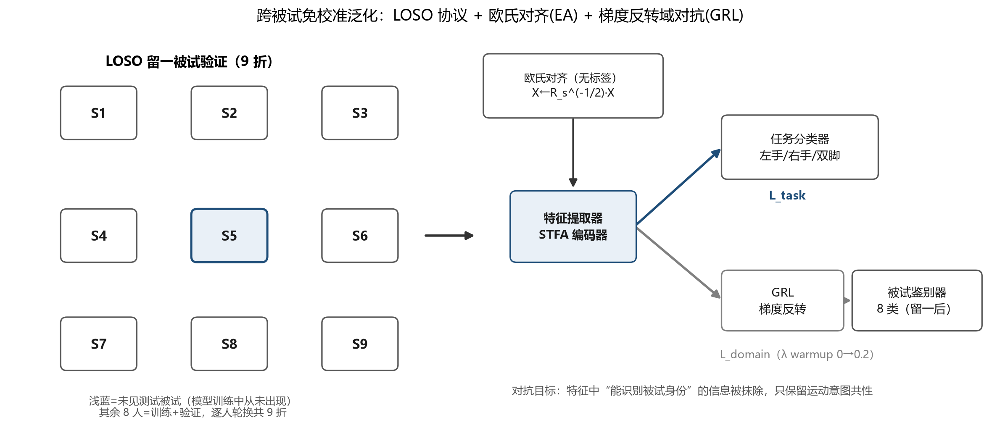 跨被试免校准泛化：LOSO 协议 + 欧氏对齐(EA) + 梯度反转域对抗(GRL)
LOSO 留一被试验证（9 折）
S1
S2
S3
S4
S5
S6
S7
S8
S9
浅蓝=未见测试被试（模型训练中从未出现）
其余 8 人=训练+验证，逐人轮换共 9 折
欧氏对齐（无标签）
X←R_s^(-1/2)·X
特征提取器
STFA 编码器
任务分类器
左手/右手/双脚
L_task
GRL
梯度反转
被试鉴别器
8 类（留一后）
L_domain（λ warmup 0→0.2）
对抗目标：特征中“能识别被试身份”的信息被抹除，只保留运动意图共性